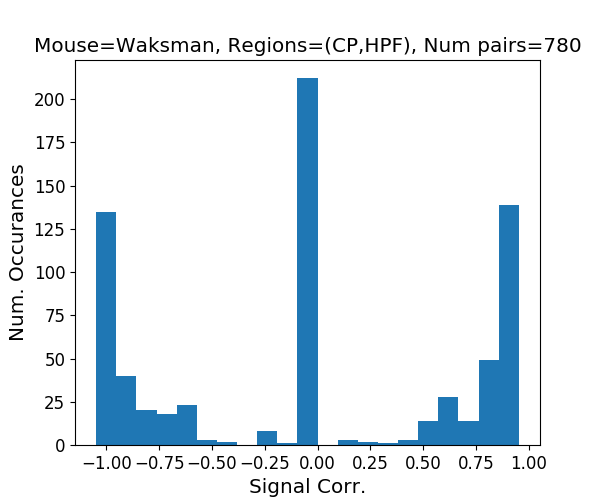 Mouse=Waksman, Regions=(CP,HPF), Num pairs=780
200
175
150
125
100
75
50
25
0
Num. Occurances
−1.00 −0.75 −0.50 −0.25 0.00 0.25 0.50 0.75 1.00
Signal Corr.